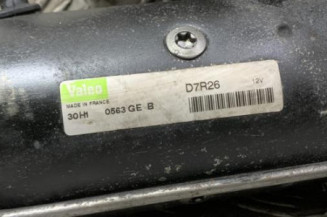 Valeo
MADE IN FRANCE
30H1 0563 GE B
D7R26
12V